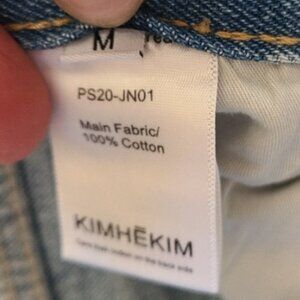 M
PS20-JN01
Main Fabric/
100% Cotton
KIMHĒKIM